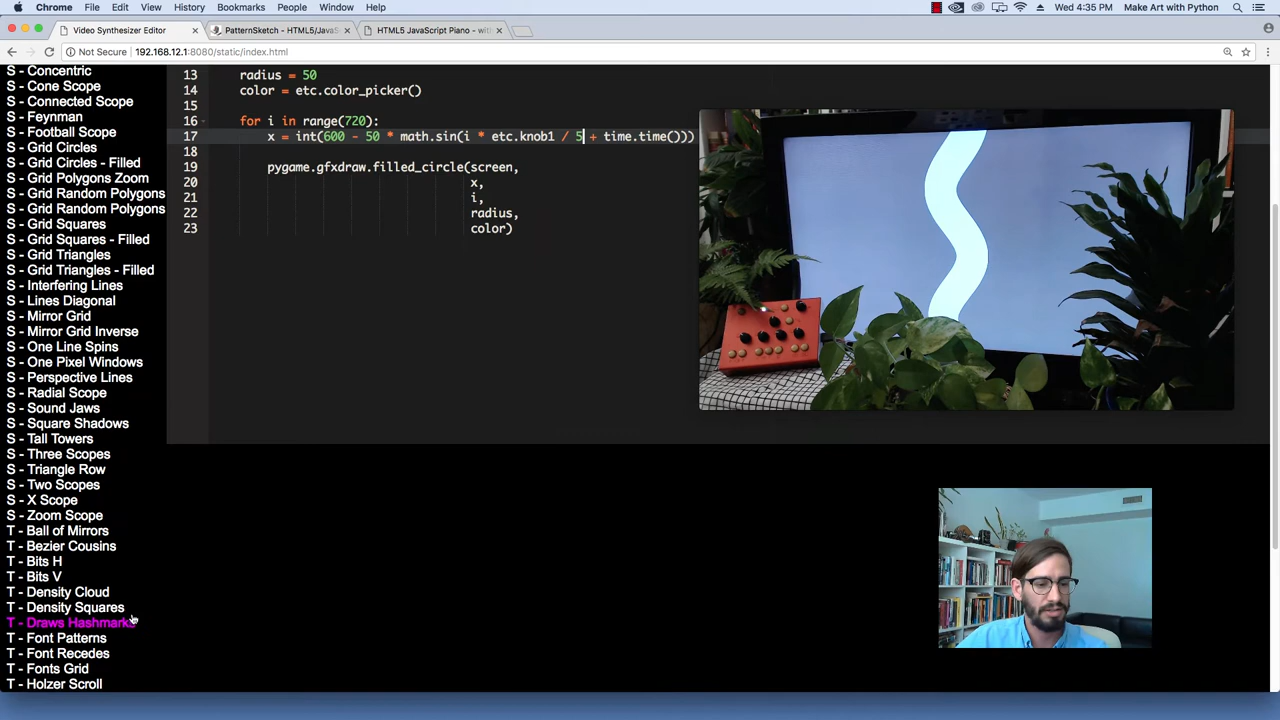 Chrome File Edit View History Bookmarks People Window Help Wed 4:35 PM Make Art with Python
Video Synthesizer Editor × PatternSketch - HTML5/JavaS × HTML5 JavaScript Piano - wit ×
Not Secure 192.168.12.1:8080/static/index.html
S - Concentric
S - Cone Scope
S - Connected Scope
S - Feynman
S - Football Scope
S - Grid Circles
S - Grid Circles - Filled
S - Grid Polygons Zoom
S - Grid Random Polygons
S - Grid Random Polygons
S - Grid Squares
S - Grid Squares - Filled
S - Grid Triangles
S - Grid Triangles - Filled
S - Interfering Lines
S - Lines Diagonal
S - Mirror Grid
S - Mirror Grid Inverse
S - One Line Spins
S - One Pixel Windows
S - Perspective Lines
S - Radial Scope
S - Sound Jaws
S - Square Shadows
S - Tall Towers
S - Three Scopes
S - Triangle Row
S - Two Scopes
S - X Scope
S - Zoom Scope
T - Ball of Mirrors
T - Bezier Cousins
T - Bits H
T - Bits V
T - Density Cloud
T - Density Squares
T - Draws Hashmarks
T - Font Patterns
T - Font Recedes
T - Fonts Grid
T - Holzer Scroll
13 radius = 50
14 color = etc.color_picker()
15
16 for i in range(720):
17 x = int(600 - 50 * math.sin(i * etc.knob1 / 5 + time.time()))
18
19 pygame.gfxdraw.filled_circle(screen,
20 x,
21 i,
22 radius,
23 color)